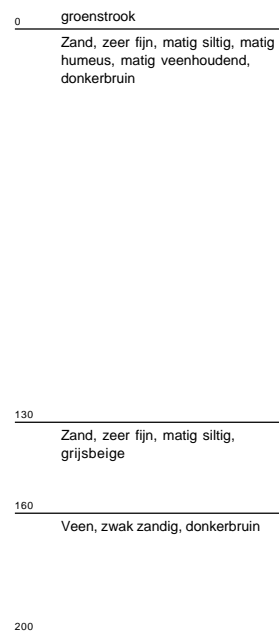 0 groenstrook
Zand, zeer fijn, matig siltig, matig
humeus, matig veenhoudend,
donkerbruin
130
Zand, zeer fijn, matig siltig,
grijsbeige
160
Veen, zwak zandig, donkerbruin
200